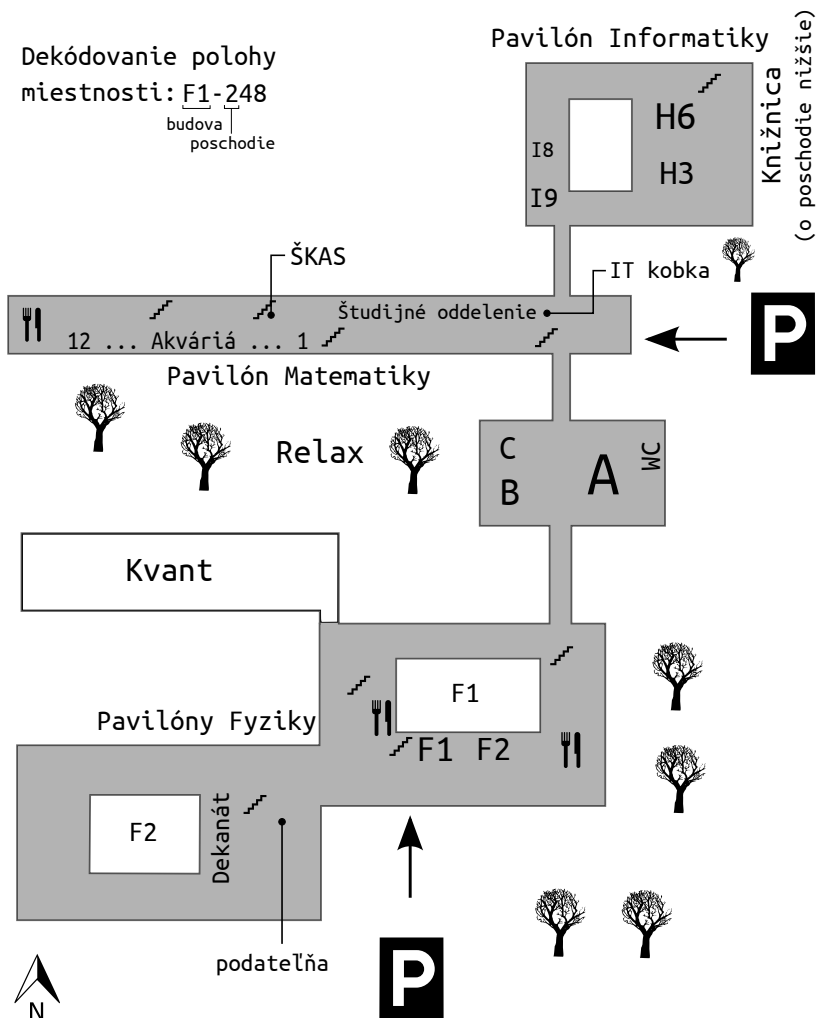 Dekódovanie polohy
miestnosti: F1-248
budova
poschodie
Pavilón Informatiky
Knižnica
(o poschodie nižšie)
H6
I8
H3
I9
ŠKAS
IT kobka
Študijné oddelenie
12 ... Akváriá ... 1
P
Pavilón Matematiky
Relax
C
B
A
WC
Kvant
F1
Pavilóny Fyziky
F1 F2
F2
Dekanát
podateľňa
P
N